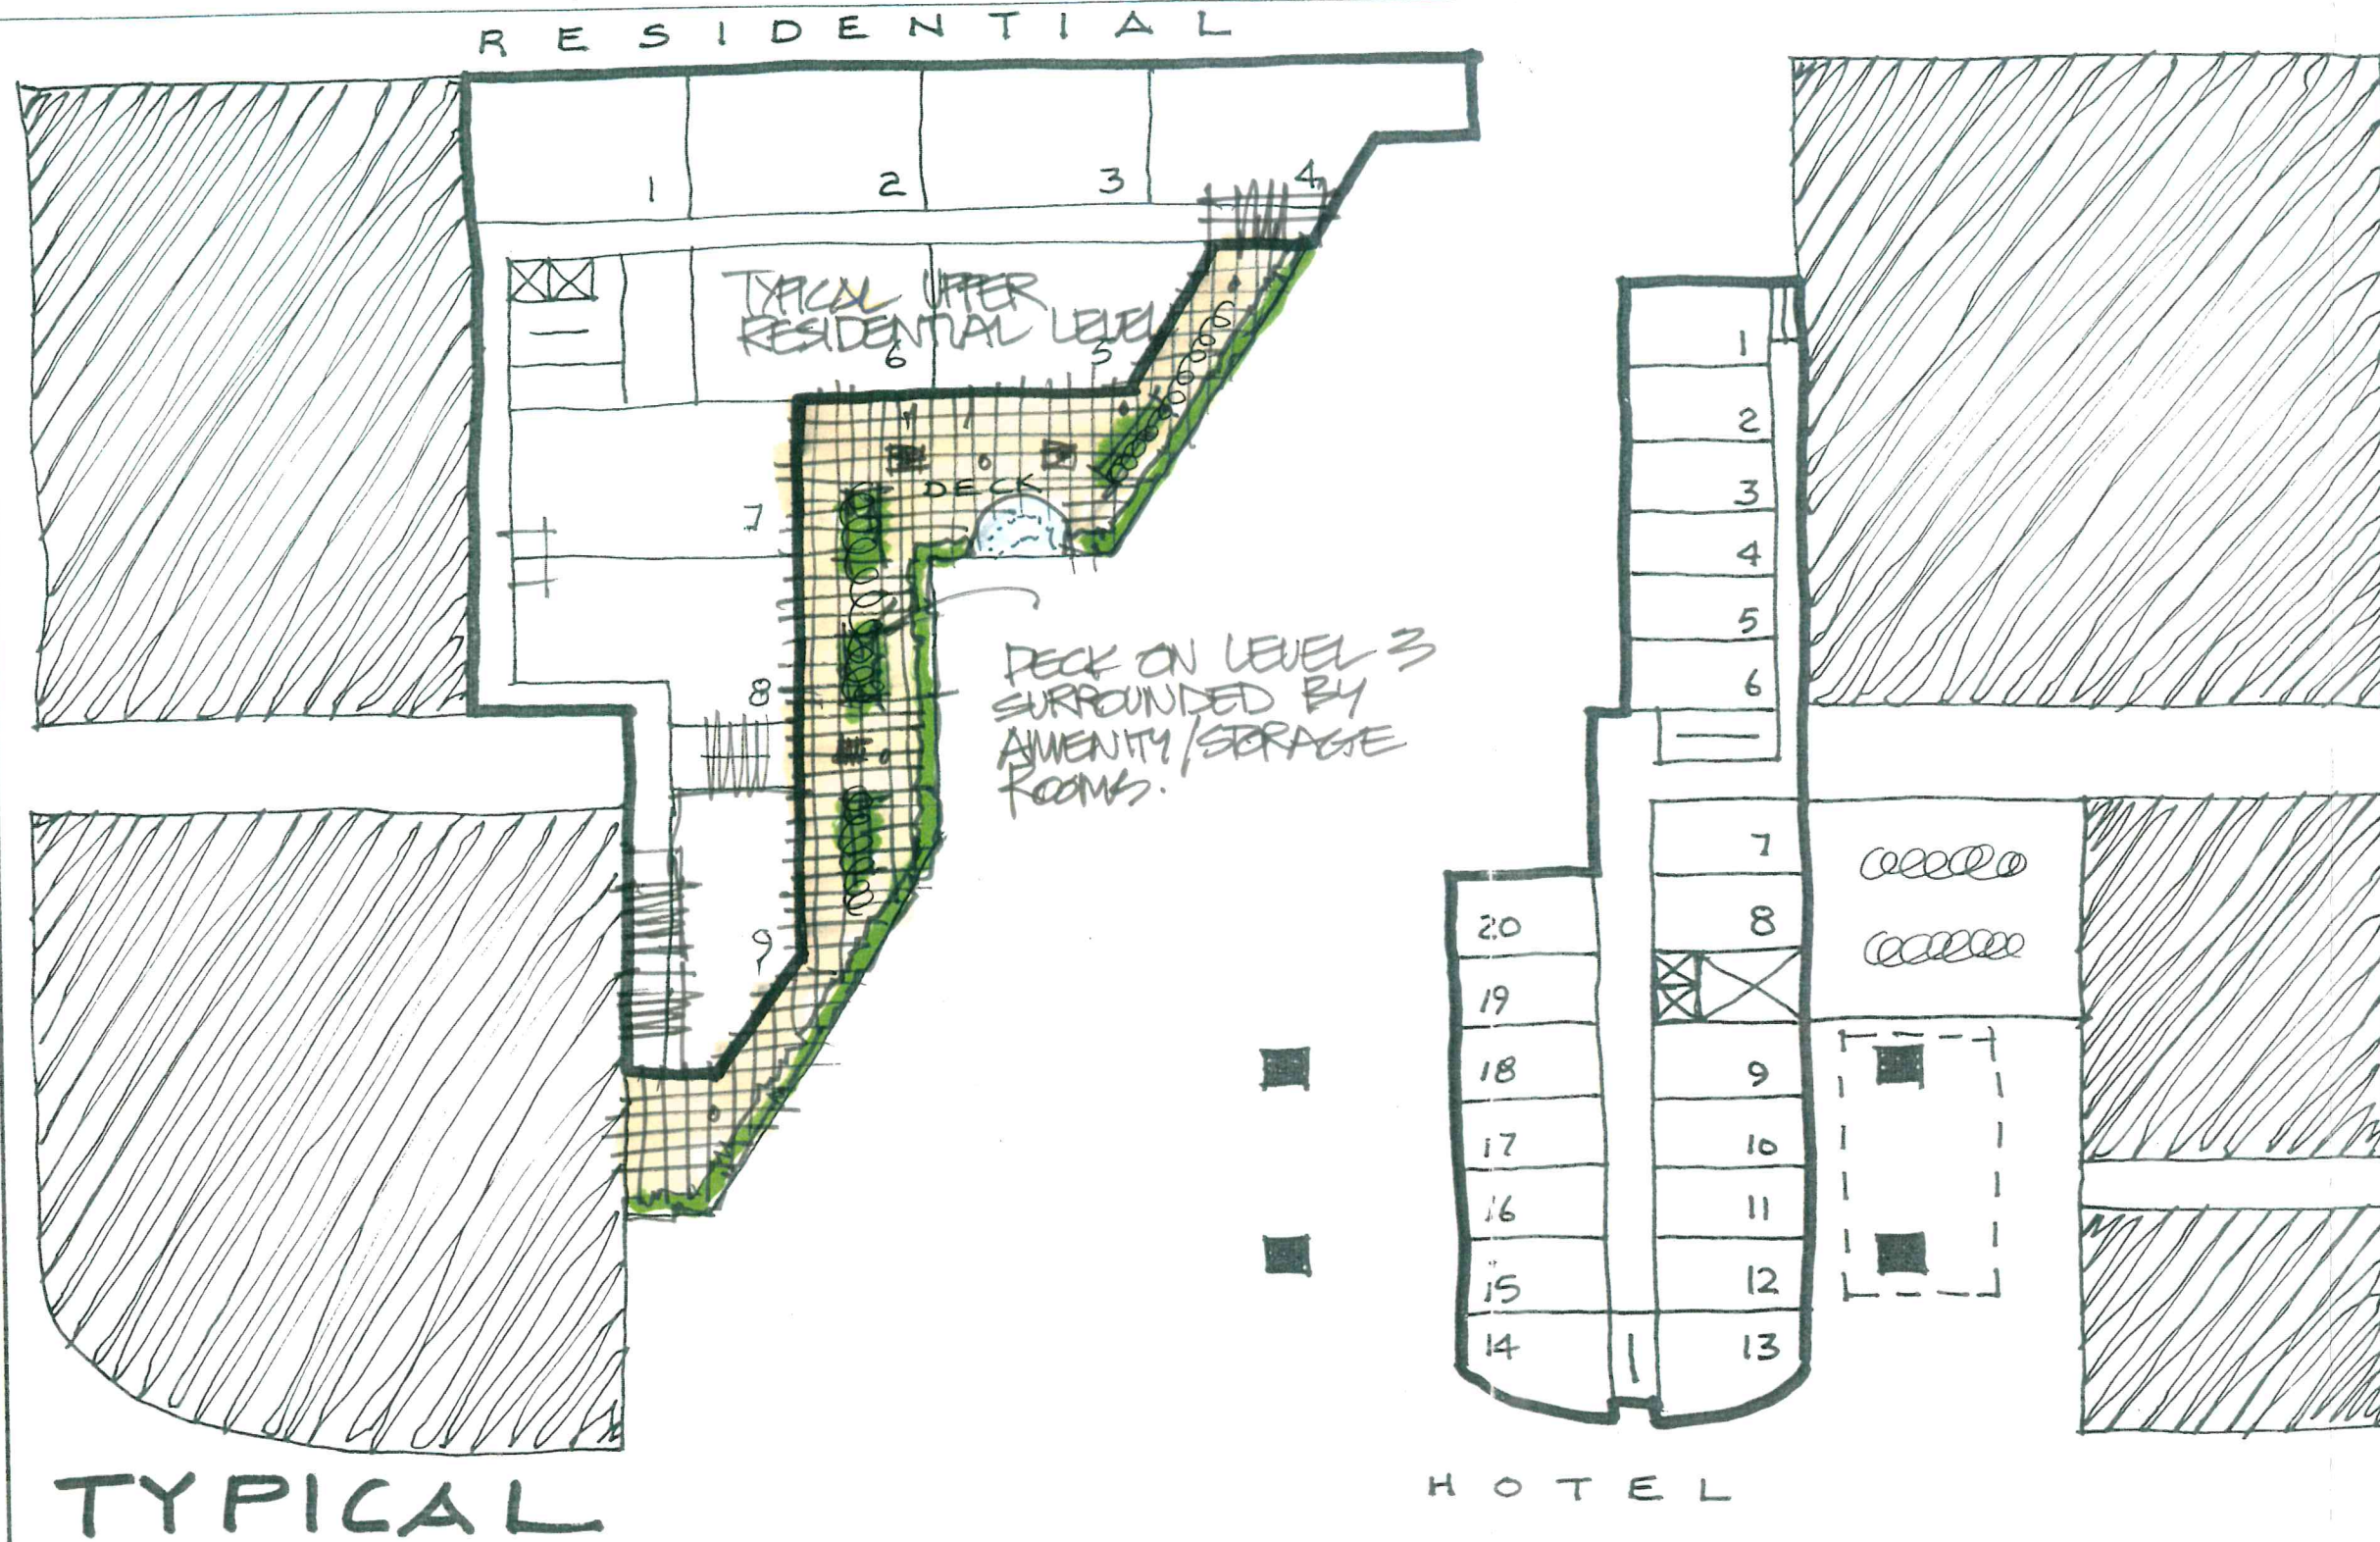 RESIDENTIAL
1 2 3 4
TYPICAL UPPER
RESIDENTIAL LEVEL
6 5
DECK
7
8
9
DECK ON LEVEL 3
SURROUNDED BY
AMENITY/STORAGE
ROOMS.
1
2
3
4
5
6
7
20 8
19
18 9
17 10
16 11
15 12
14 13
HOTEL
TYPICAL